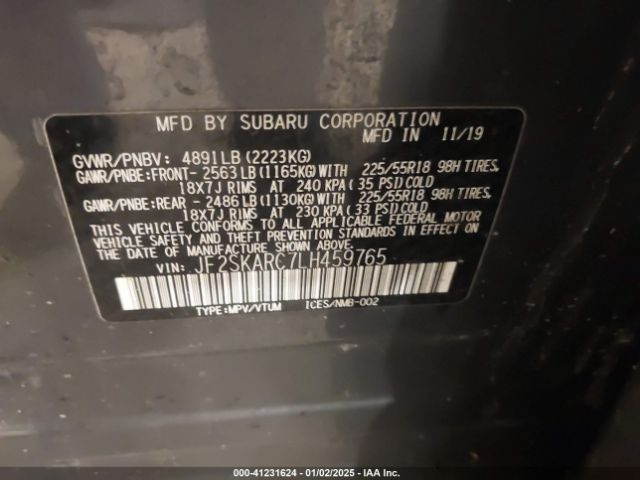 MFD BY SUBARU CORPORATION
MFD IN 11/19
GVWR/PNBV: 4891LB (2223KG)
GAWR/PNBE:FRONT- 2563LB (1165KG) WITH 225/55R18 98H TIRES,
18X7J RIMS AT 240 KPA (35 PSI) COLD
GAWR/PNBE:REAR - 2486LB (1130KG) WITH 225/55R18 98H TIRES,
18X7J RIMS AT 230 KPA (33 PSI) COLD
THIS VEHICLE CONFORMS TO ALL APPLICABLE FEDERAL MOTOR
VEHICLE SAFETY STANDARDS IN EFFECT ON
THE DATE OF MANUFACTURE SHOWN ABOVE.
VIN: JF2SKARC7LH459765
TYPE:MPV/VTUM ICES/NMB-002
000-41231624 | 01/02/2025 - IAA Inc.